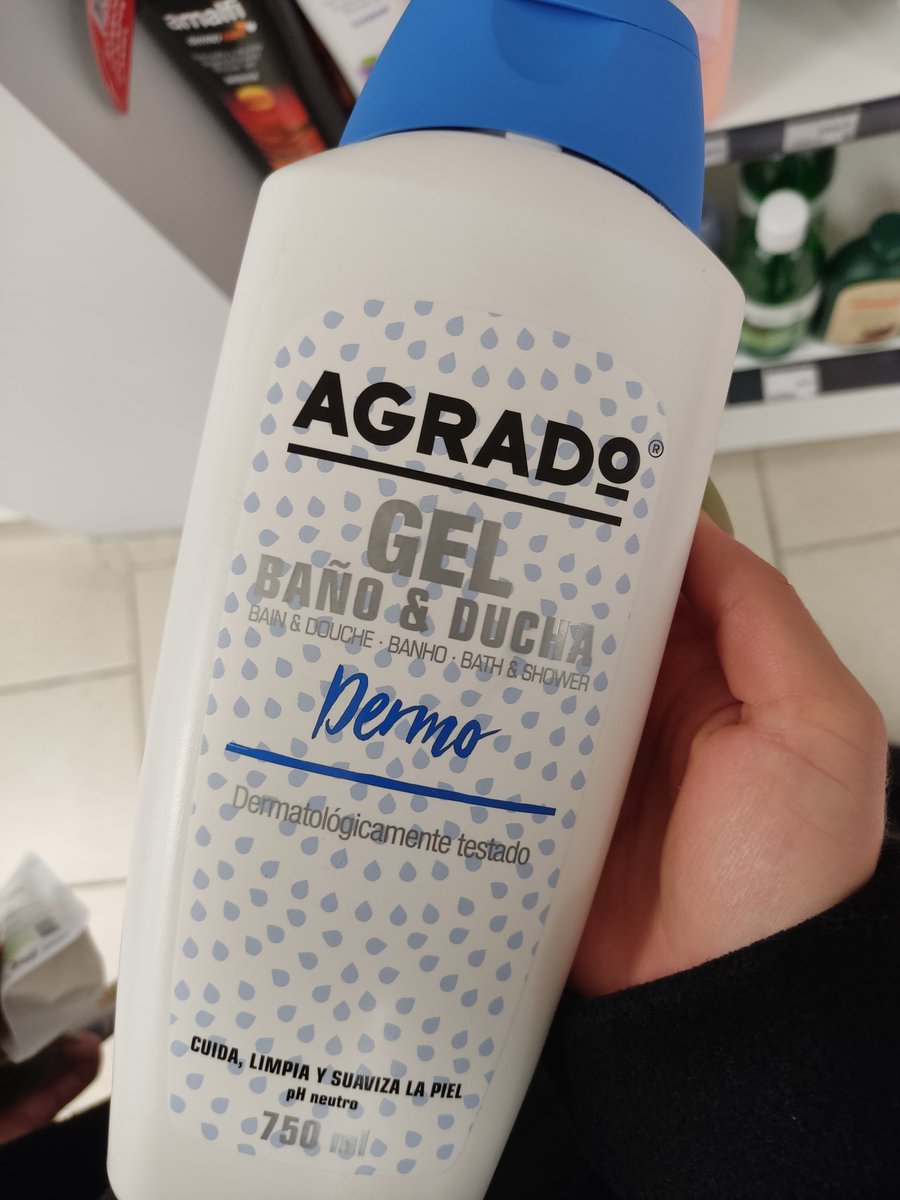 amalfi
AGRADO®
GEL
BAÑO & DUCHA
BAIN & DOUCHE · BANHO · BATH & SHOWER
Dermo
Dermatológicamente testado
CUIDA, LIMPIA Y SUAVIZA LA PIEL
pH neutro
750 ml